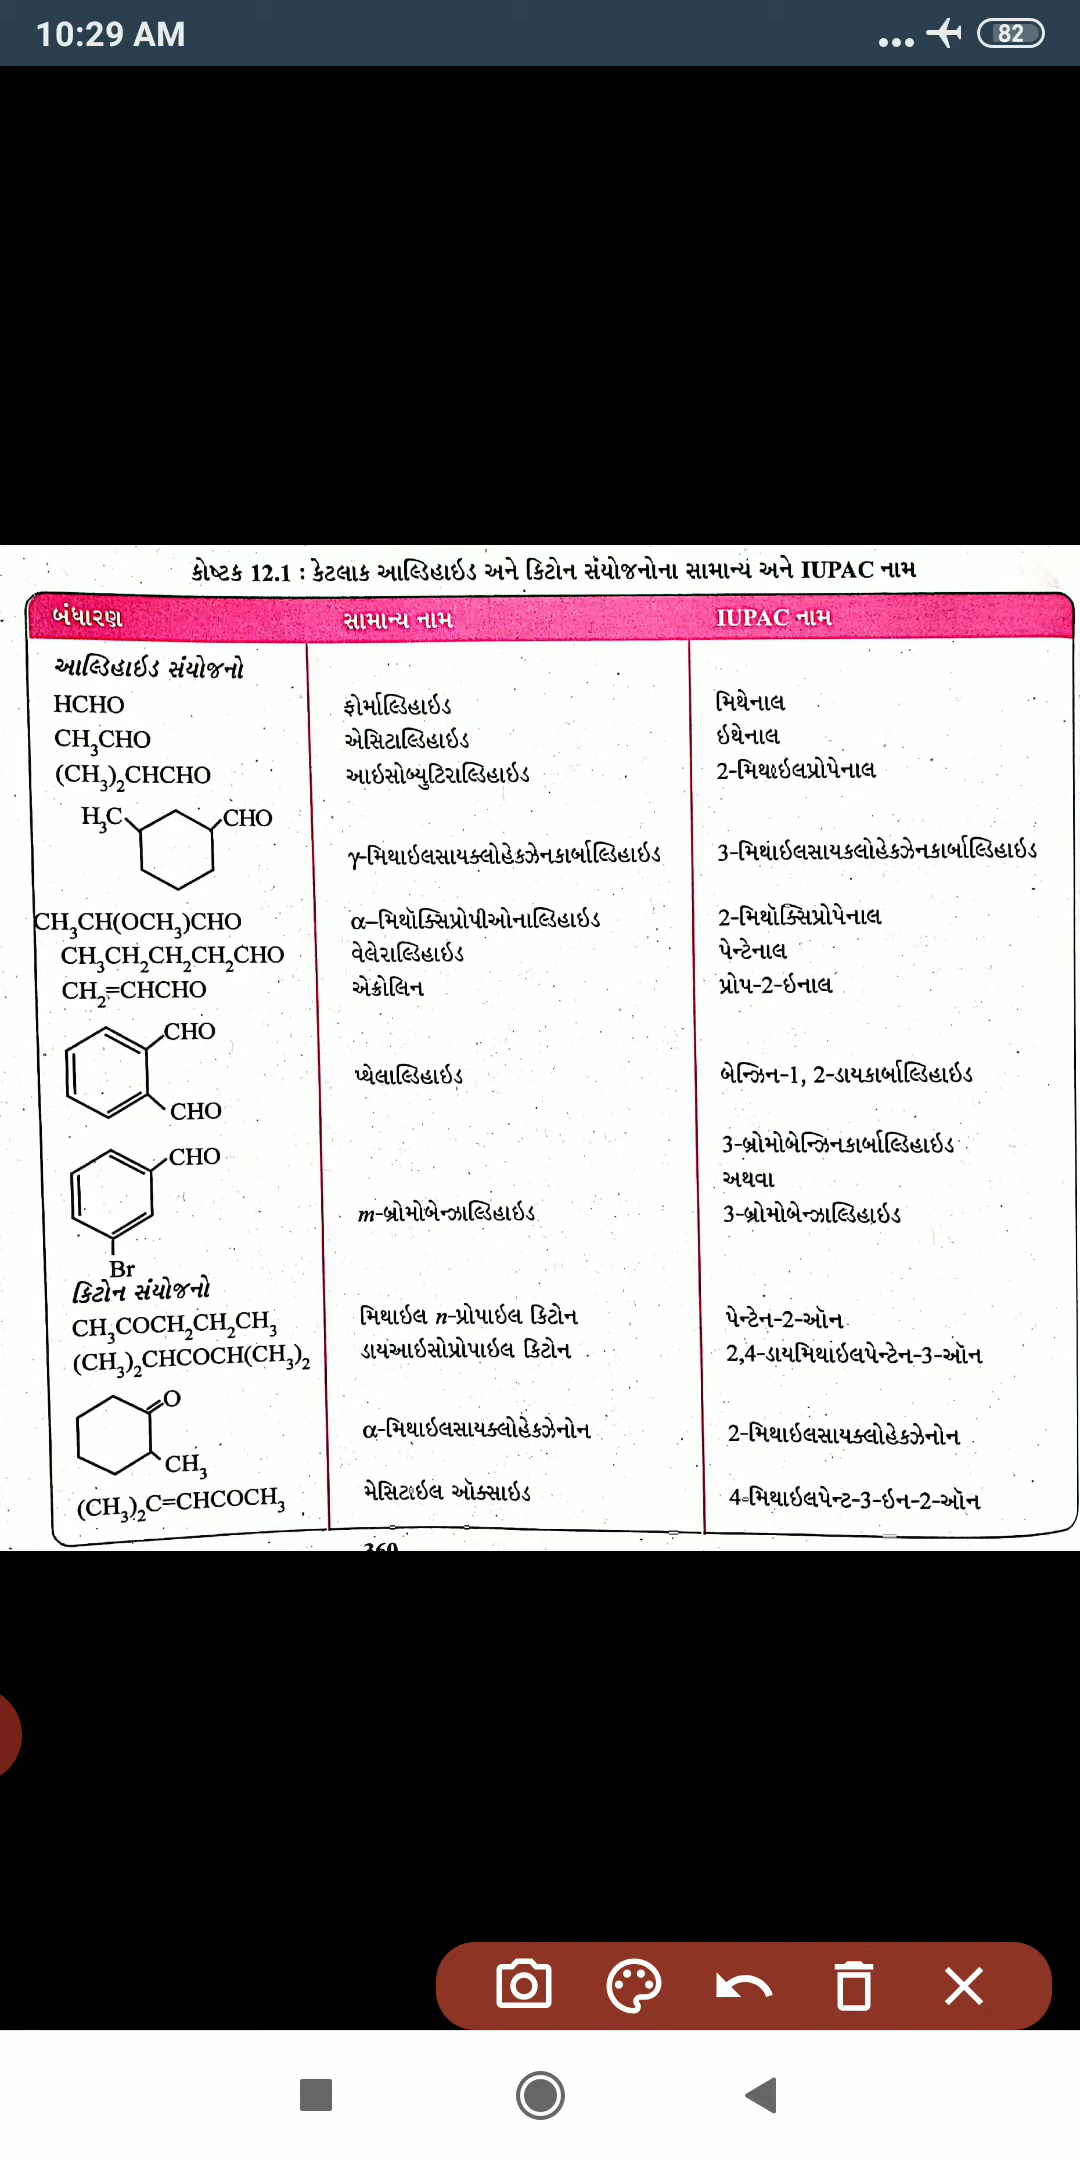 10:29 AM
82
કોષ્ટક 12.1 : કેટલાક આલ્ડિહાઇડ અને કિટોન સંયોજનોના સામાન્ય અને IUPAC નામ
બંધારણ સામાન્ય નામ IUPAC નામ
આલ્ડિહાઇડ સંયોજનો
HCHO ફોર્માલ્ડિહાઇડ મિથેનાલ
CH₃CHO એસિટાલ્ડિહાઇડ ઇથેનાલ
(CH₃)₂CHCHO આઇસોબ્યુટિરાલ્ડિહાઇડ 2-મિથાઇલપ્રોપેનાલ
H₃C CHO
γ-મિથાઇલસાયક્લોહેક્ઝેનકાર્બાલ્ડિહાઇડ 3-મિથાઇલસાયકલોહેકઝેનકાર્બાલ્ડિહાઇડ
CH₃CH(OCH₃)CHO α–મિથૉક્સિપ્રોપીઓનાલ્ડિહાઇડ 2-મિથૉક્સિપ્રોપેનાલ
CH₃CH₂CH₂CH₂CHO વેલેરાલ્ડિહાઇડ પેન્ટેનાલ
CH₂=CHCHO એક્રોલિન પ્રોપ-2-ઇનાલ
CHO
પ્થેલાલ્ડિહાઇડ બેન્ઝિન-1, 2-ડાયકાર્બાલ્ડિહાઇડ
CHO
3-બ્રોમોબેન્ઝિનકાર્બાલ્ડિહાઇડ
CHO
અથવા
m-બ્રોમોબેન્ઝાલ્ડિહાઇડ 3-બ્રોમોબેન્ઝાલ્ડિહાઇડ
Br
કિટોન સંયોજનો
CH₃COCH₂CH₂CH₃ મિથાઇલ n-પ્રોપાઇલ કિટોન પેન્ટેન-2-ઑન
(CH₃)₂CHCOCH(CH₃)₂ ડાયઆઇસોપ્રોપાઇલ કિટોન 2,4-ડાયમિથાઇલપેન્ટેન-3-ઑન
O
α-મિથાઇલસાયક્લોહેકઝેનોન 2-મિથાઇલસાયક્લોહેકઝેનોન
CH₃
(CH₃)₂C=CHCOCH₃ મેસિટાઇલ ઑક્સાઇડ 4-મિથાઇલપેન્ટ-3-ઇન-2-ઑન
360